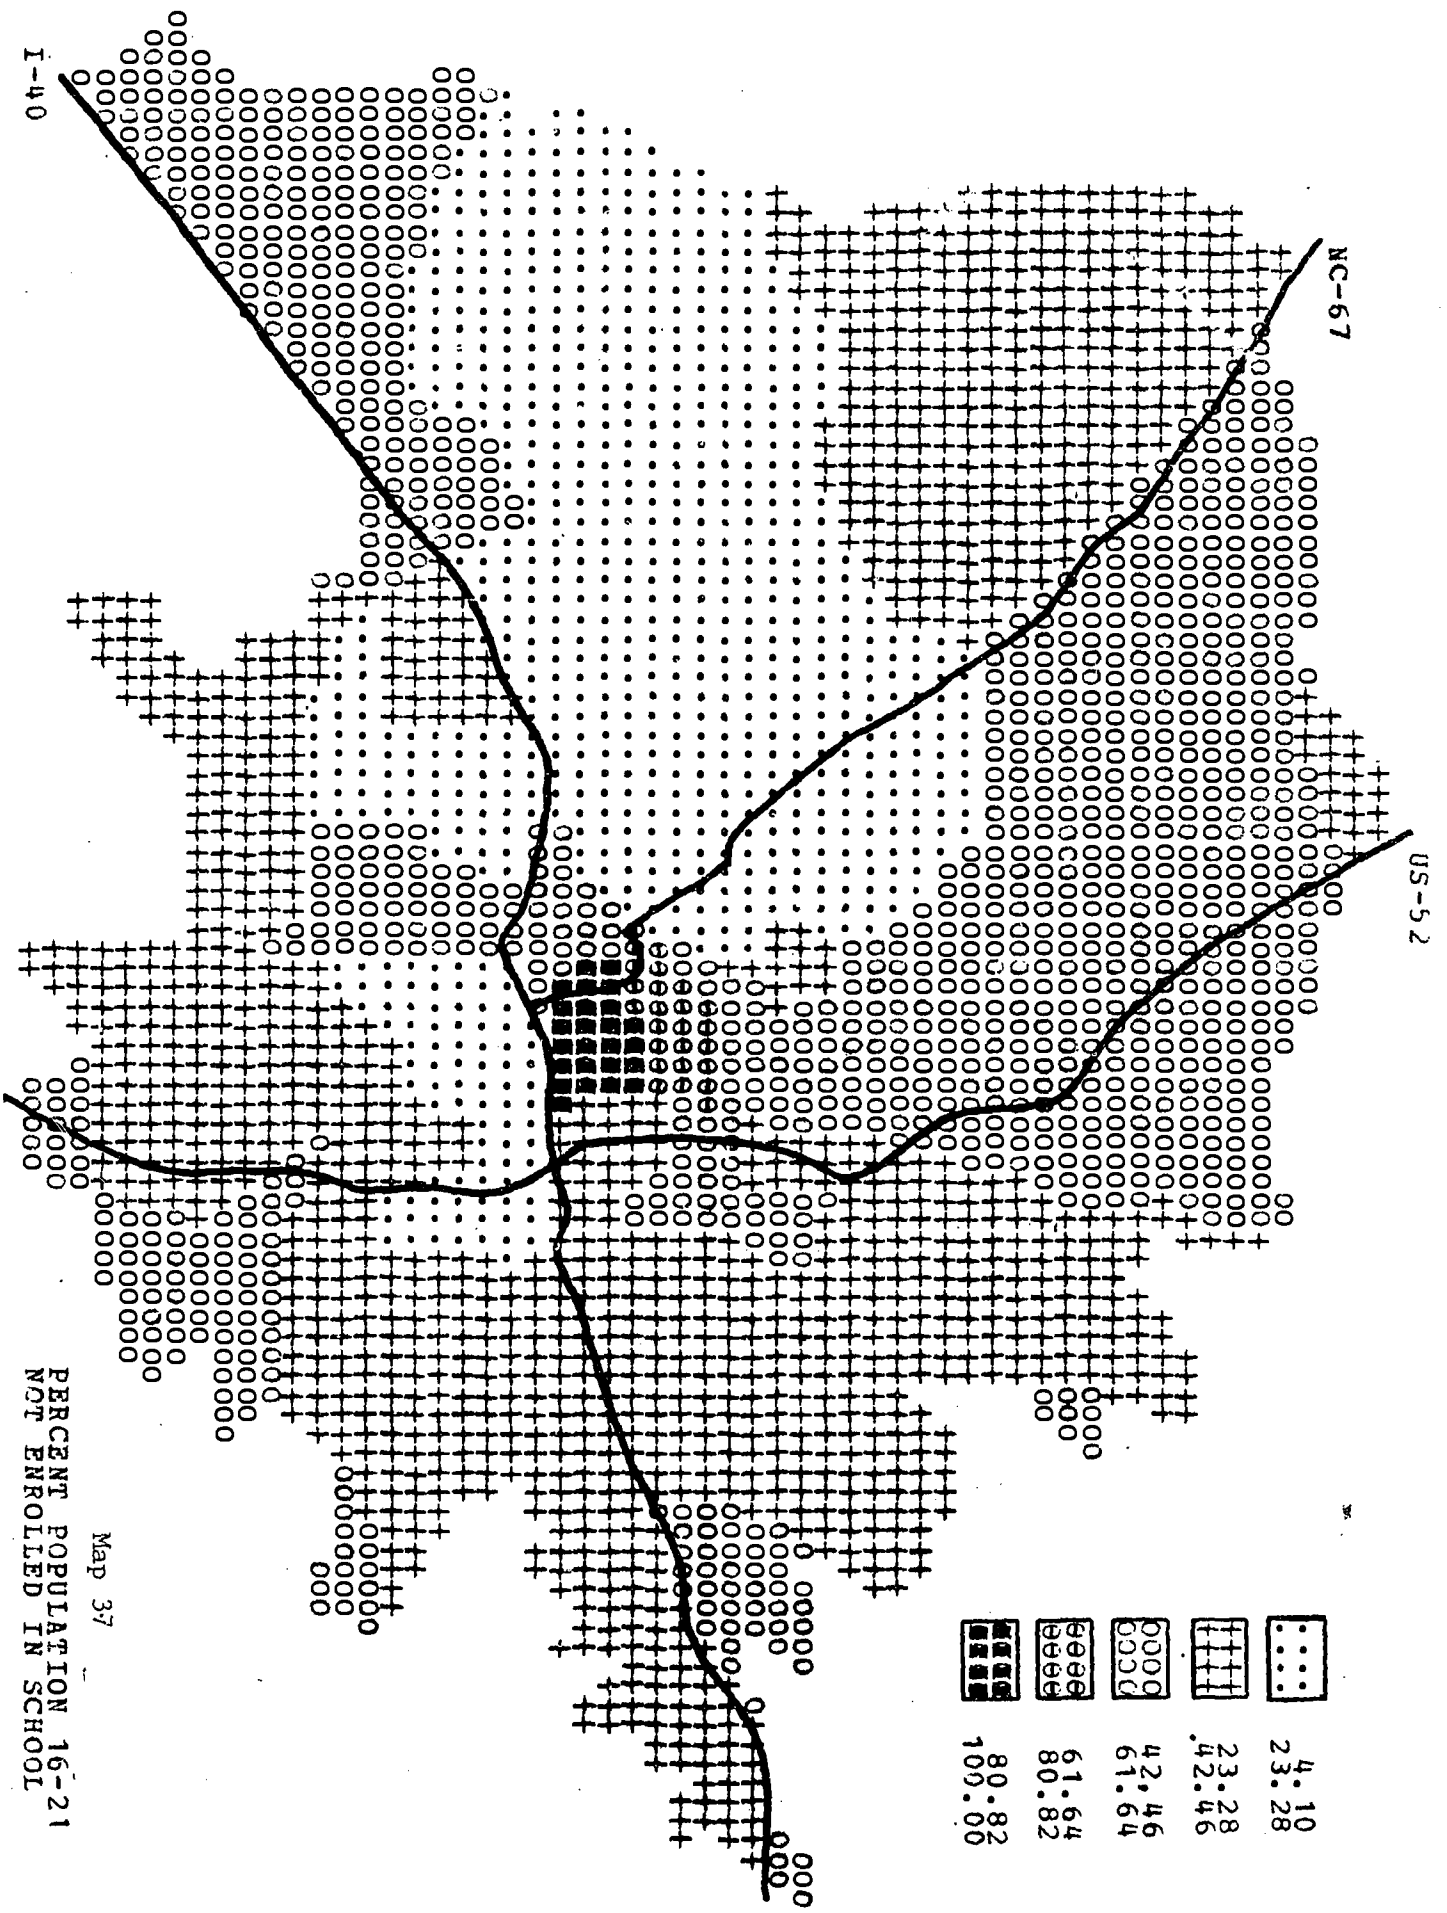 I-40
NC-67
US-52
4.10
23.28
23.28
42.46
42.46
61.64
61.64
80.82
80.82
100.00
Map 37
PERCENT POPULATION 16-21
NOT ENROLLED IN SCHOOL